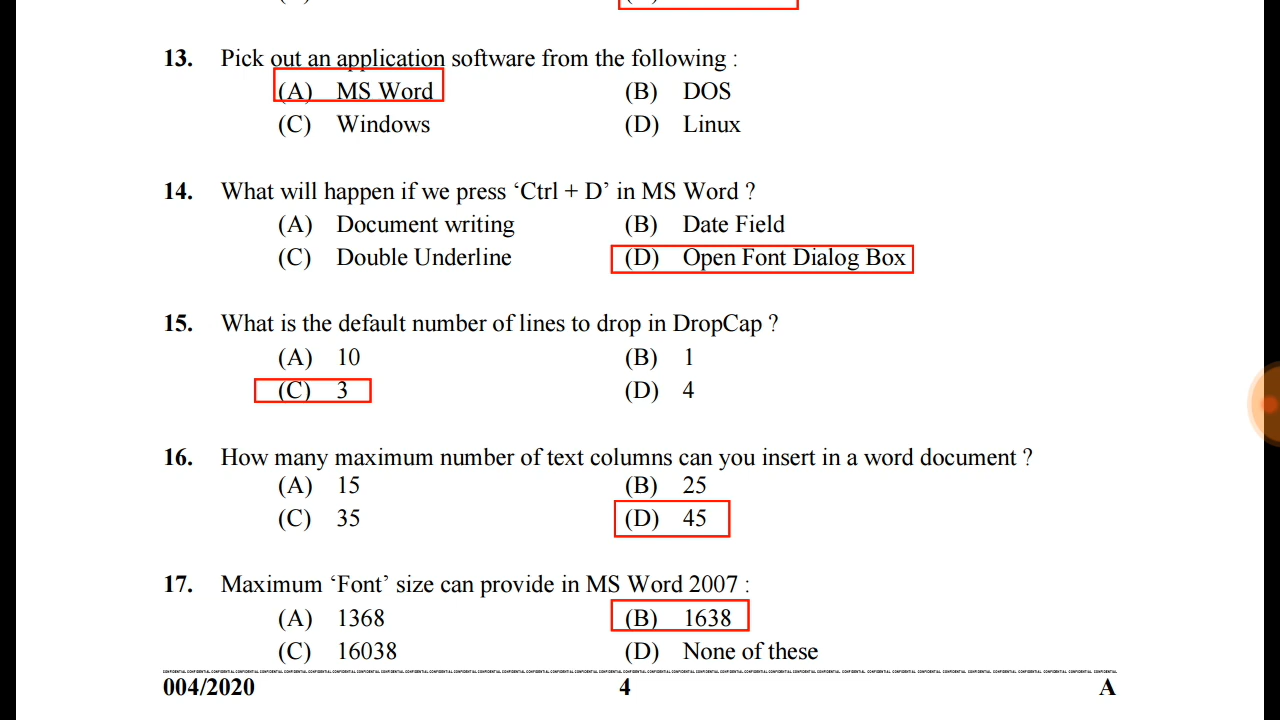 13. Pick out an application software from the following :
(A) MS Word (B) DOS
(C) Windows (D) Linux
14. What will happen if we press ‘Ctrl + D’ in MS Word ?
(A) Document writing (B) Date Field
(C) Double Underline (D) Open Font Dialog Box
15. What is the default number of lines to drop in DropCap ?
(A) 10 (B) 1
(C) 3 (D) 4
16. How many maximum number of text columns can you insert in a word document ?
(A) 15 (B) 25
(C) 35 (D) 45
17. Maximum ‘Font’ size can provide in MS Word 2007 :
(A) 1368 (B) 1638
(C) 16038 (D) None of these
004/2020 4 A